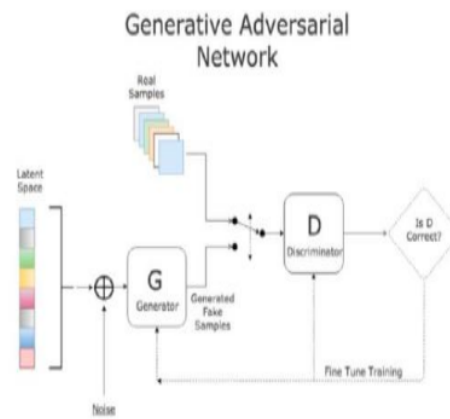 Generative Adversarial
Network
Real
Samples
Latent
Space
G
Generator
Generated
Fake
Samples
D
Discriminator
Is D
Correct?
Noise
Fine Tune Training